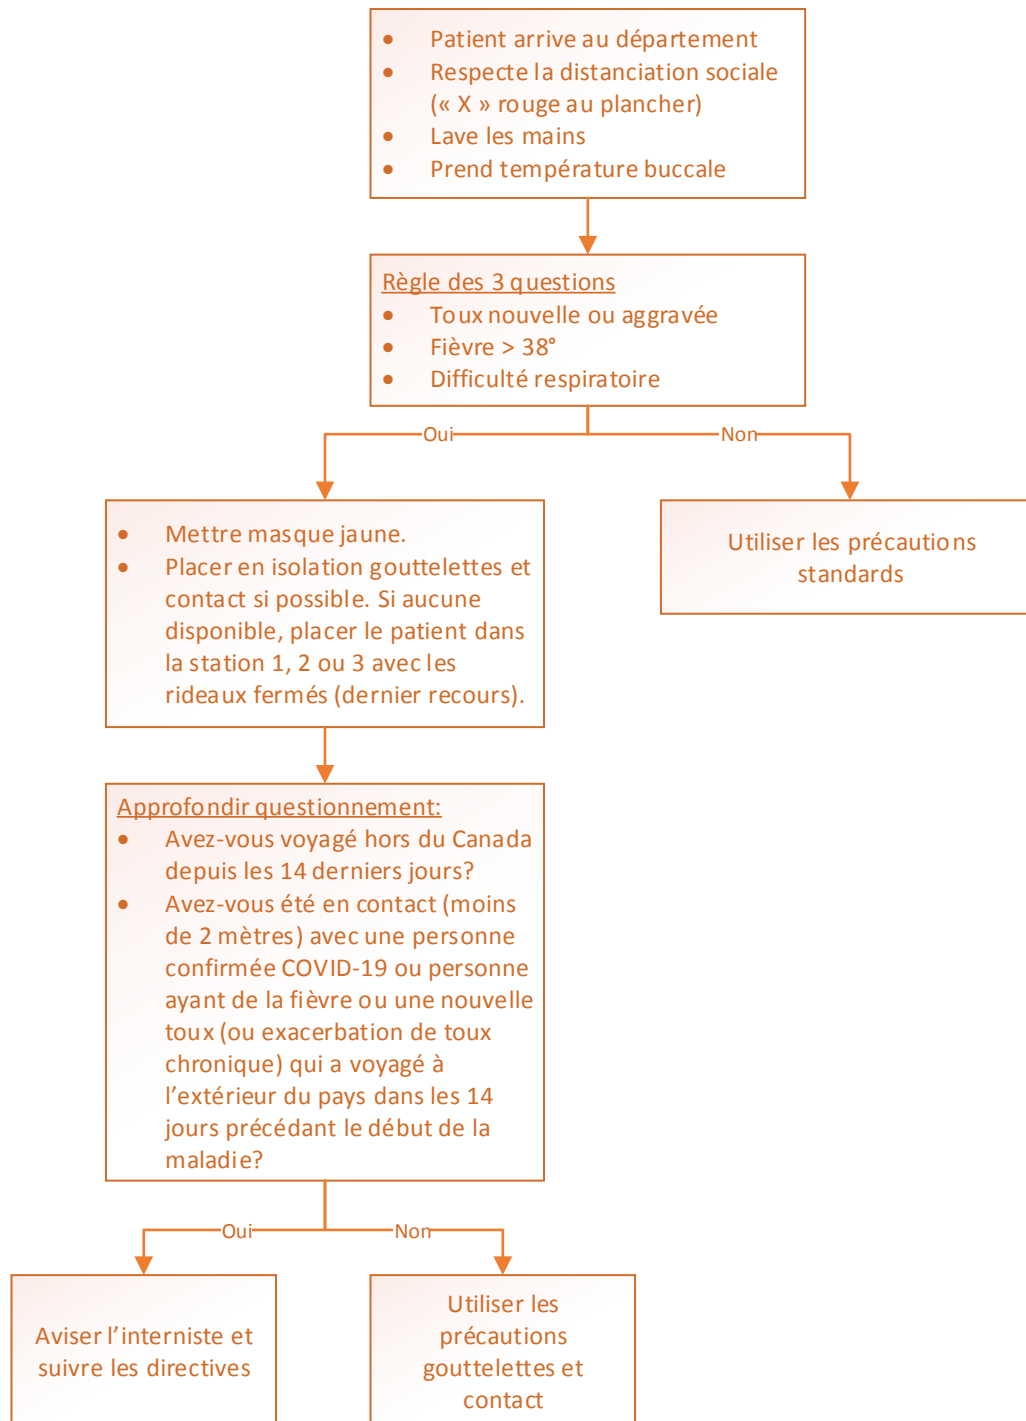 • Patient arrive au département
• Respecte la distanciation sociale
(« X » rouge au plancher)
• Lave les mains
• Prend température buccale
Règle des 3 questions
• Toux nouvelle ou aggravée
• Fièvre > 38°
• Difficulté respiratoire
Oui
Non
• Mettre masque jaune.
• Placer en isolation gouttelettes et
contact si possible. Si aucune
disponible, placer le patient dans
la station 1, 2 ou 3 avec les
rideaux fermés (dernier recours).
Utiliser les précautions
standards
Approfondir questionnement:
• Avez-vous voyagé hors du Canada
depuis les 14 derniers jours?
• Avez-vous été en contact (moins
de 2 mètres) avec une personne
confirmée COVID-19 ou personne
ayant de la fièvre ou une nouvelle
toux (ou exacerbation de toux
chronique) qui a voyagé à
l’extérieur du pays dans les 14
jours précédant le début de la
maladie?
Oui
Non
Aviser l’interniste et
suivre les directives
Utiliser les
précautions
gouttelettes et
contact